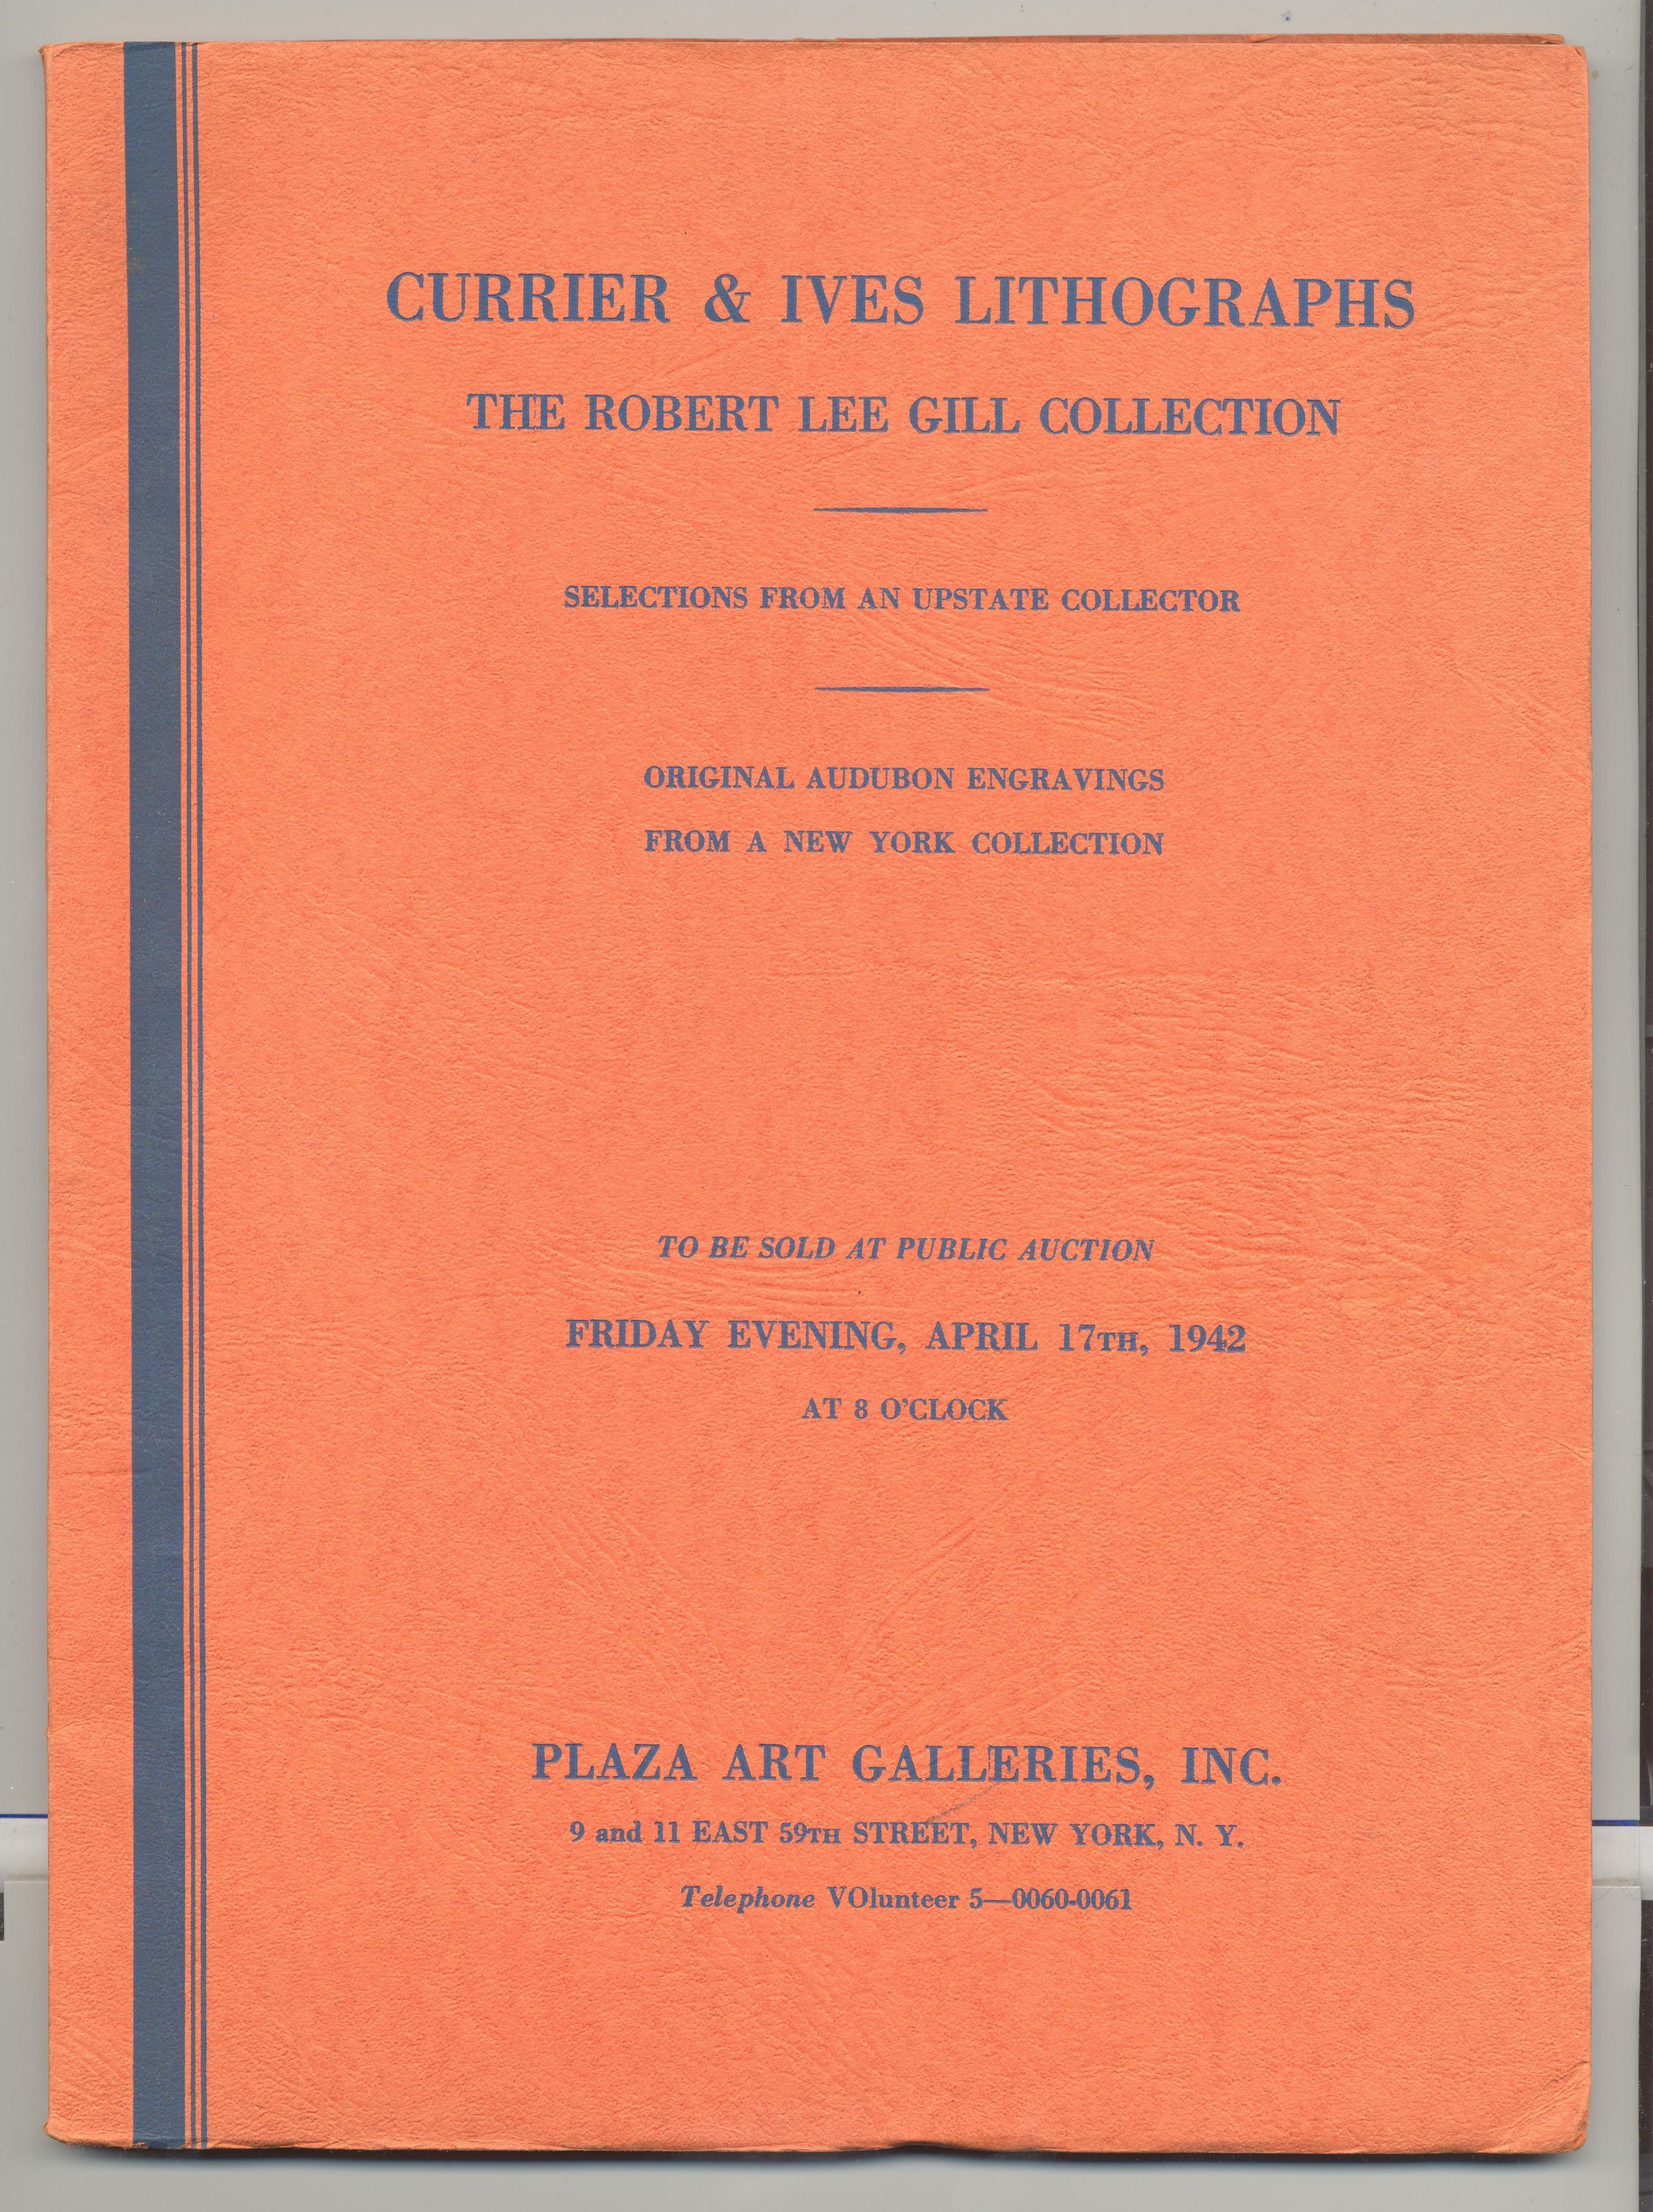 CURRIER & IVES LITHOGRAPHS
THE ROBERT LEE GILL COLLECTION
SELECTIONS FROM AN UPSTATE COLLECTOR
ORIGINAL AUDUBON ENGRAVINGS
FROM A NEW YORK COLLECTION
TO BE SOLD AT PUBLIC AUCTION
FRIDAY EVENING, APRIL 17TH, 1942
AT 8 O'CLOCK
PLAZA ART GALLERIES, INC.
9 and 11 EAST 59TH STREET, NEW YORK, N. Y.
Telephone VOlunteer 5—0060-0061